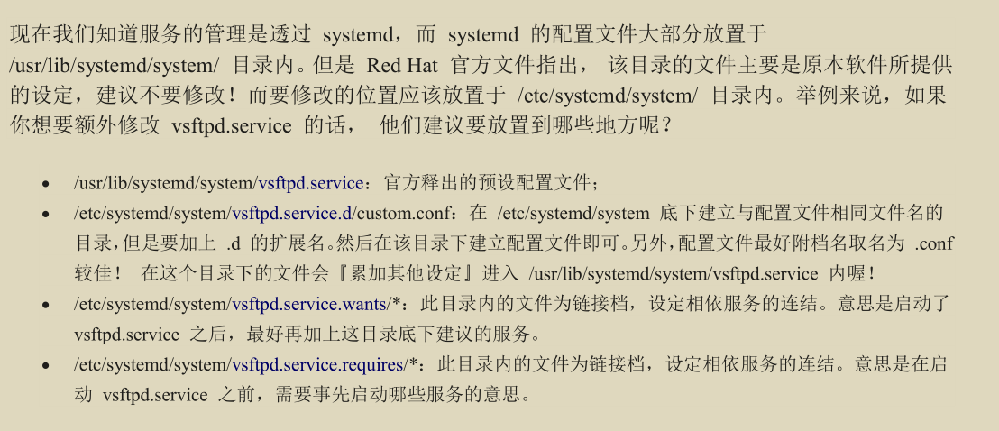 现在我们知道服务的管理是透过 systemd，而 systemd 的配置文件大部分放置于
/usr/lib/systemd/system/ 目录内。但是 Red Hat 官方文件指出， 该目录的文件主要是原本软件所提供
的设定，建议不要修改！而要修改的位置应该放置于 /etc/systemd/system/ 目录内。举例来说，如果
你想要额外修改 vsftpd.service 的话， 他们建议要放置到哪些地方呢？
• /usr/lib/systemd/system/vsftpd.service：官方释出的预设配置文件；
• /etc/systemd/system/vsftpd.service.d/custom.conf：在 /etc/systemd/system 底下建立与配置文件相同文件名的
目录，但是要加上 .d 的扩展名。然后在该目录下建立配置文件即可。另外，配置文件最好附档名取名为 .conf
较佳！ 在这个目录下的文件会『累加其他设定』进入 /usr/lib/systemd/system/vsftpd.service 内喔！
• /etc/systemd/system/vsftpd.service.wants/*：此目录内的文件为链接档，设定相依服务的连结。意思是启动了
vsftpd.service 之后，最好再加上这目录底下建议的服务。
• /etc/systemd/system/vsftpd.service.requires/*：此目录内的文件为链接档，设定相依服务的连结。意思是在启
动 vsftpd.service 之前，需要事先启动哪些服务的意思。